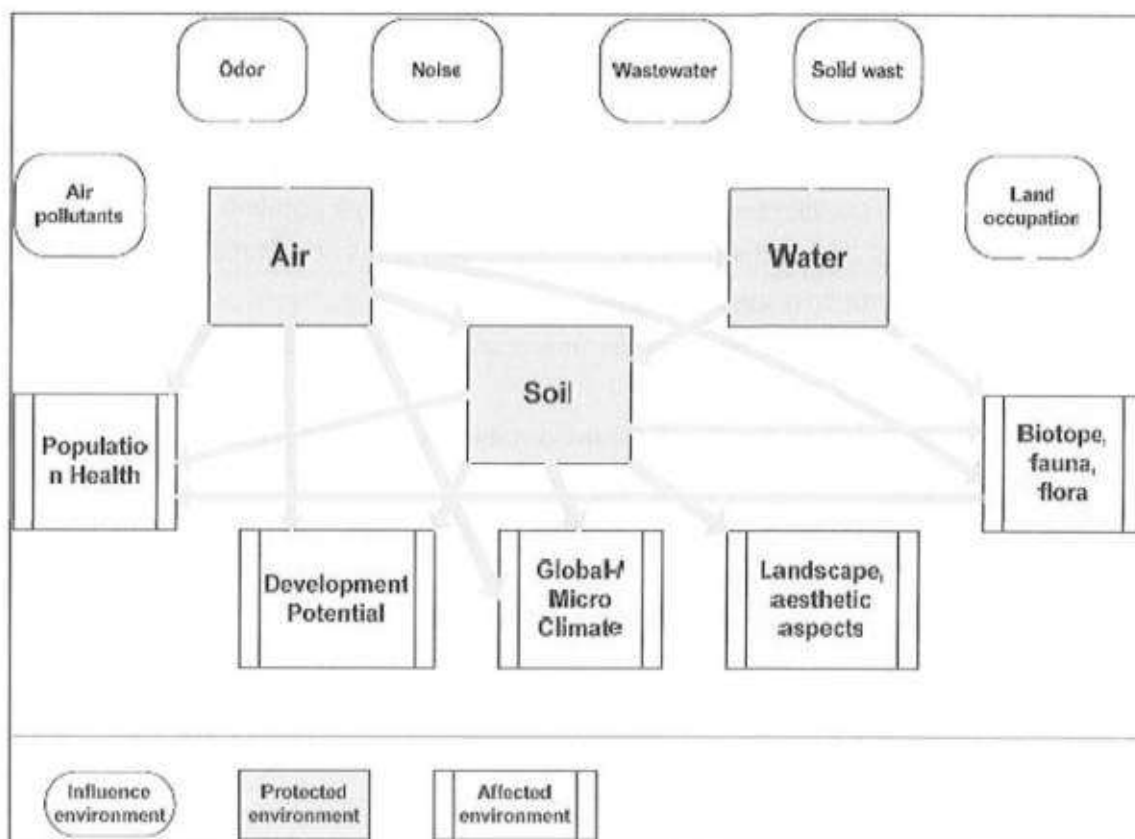 Odor
Noise
Wastewater
Solid wast
Air
pollutants
Land
occupation
Air
Water
Soil
Populatio
n Health
Biotope,
fauna,
flora
Development
Potential
Global-/
Micro
Climate
Landscape,
aesthetic
aspects
Influence
environment
Protected
environment
Affected
environment